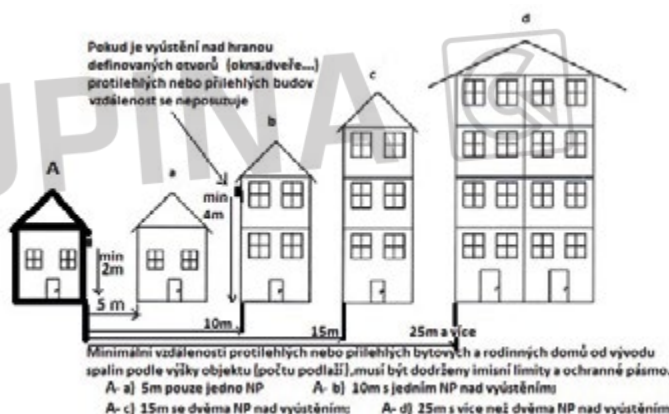 d
Pokud je vyústění nad hranou
definovaných otvorů (okna,dveře...)
protilehlých nebo přilehlých budov
vzdálenost se neposuzuje
c
b
A
a
min
4m
min
2m
5 m
10m
15m
25m a více
Minimální vzdálenosti protilehlých nebo přilehlých bytových a rodinných domů od vývodu
spalin podle výšky objektu (počtu podlaží),musí být dodrženy imisní limity a ochranné pásmo.
A- a) 5m pouze jedno NP A- b) 10m s jedním NP nad vyústěním;
A- c) 15m se dvěma NP nad vyústěním; A- d) 25m s více než dvěma NP nad vyústěním
UPINA